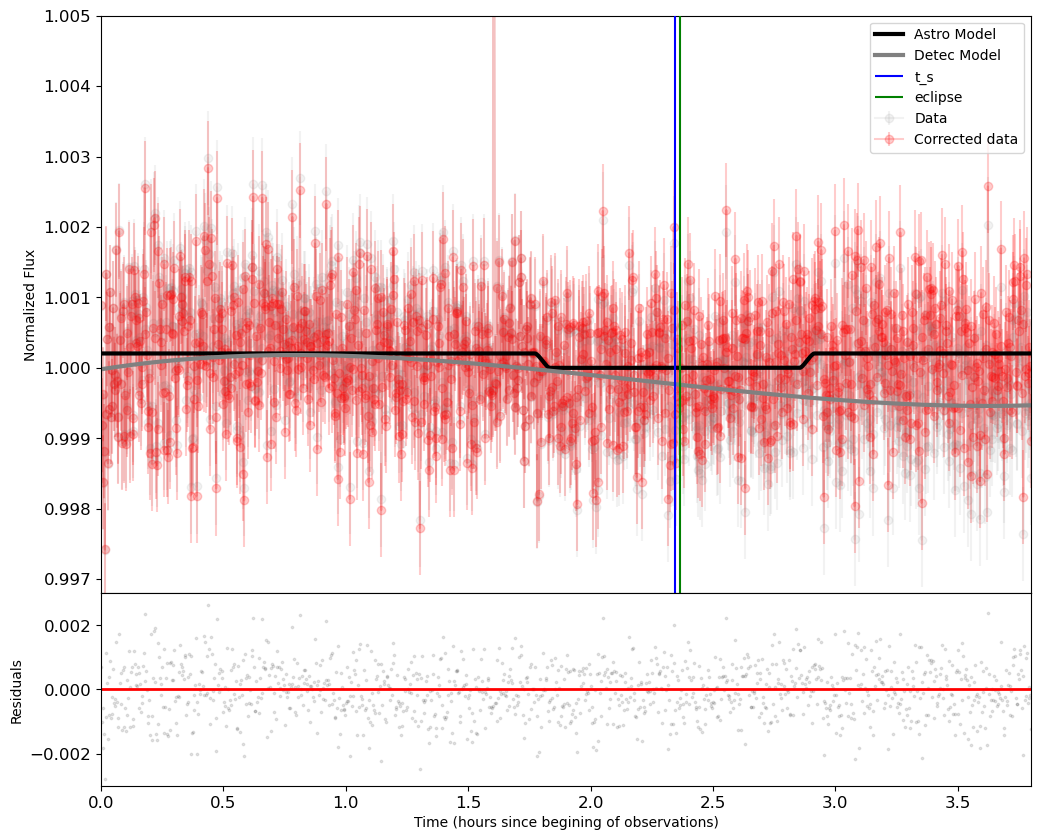 1.005
1.004
1.003
1.002
1.001
1.000
0.999
0.998
0.997
Normalized Flux
Astro Model
Detec Model
t_s
eclipse
Data
Corrected data
0.002
0.000
−0.002
Residuals
0.0 0.5 1.0 1.5 2.0 2.5 3.0 3.5
Time (hours since begining of observations)